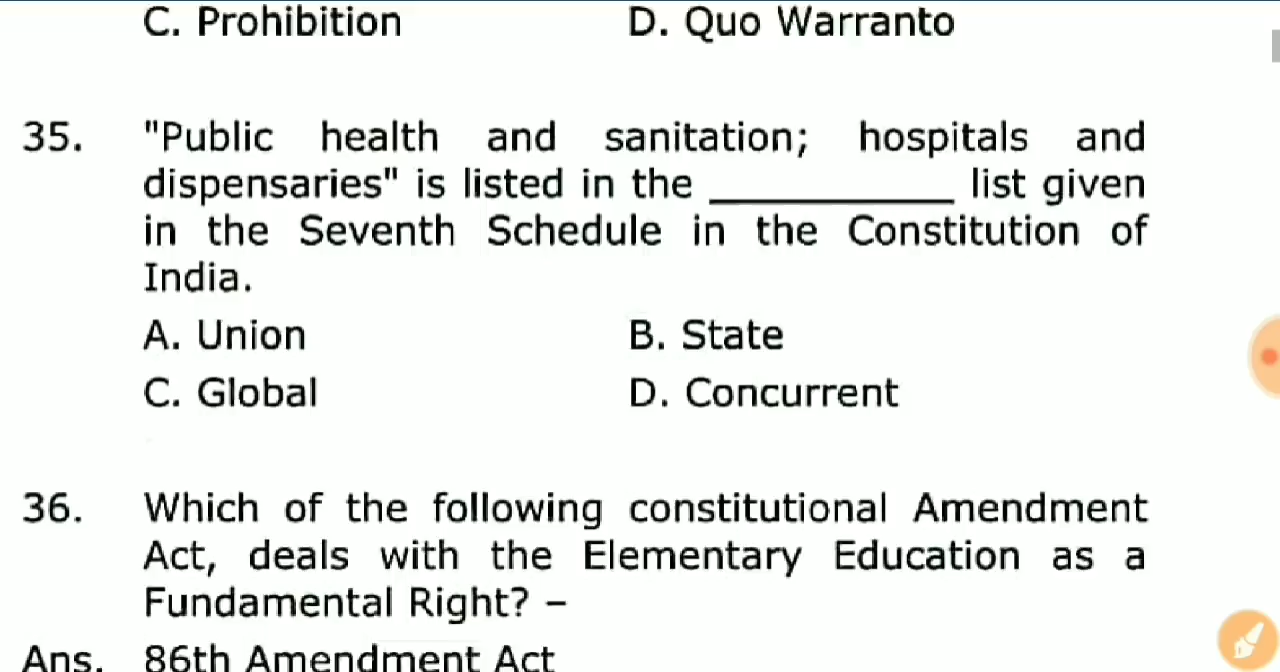 C. Prohibition D. Quo Warranto
35. "Public health and sanitation; hospitals and
dispensaries" is listed in the ____________ list given
in the Seventh Schedule in the Constitution of
India.
A. Union B. State
C. Global D. Concurrent
36. Which of the following constitutional Amendment
Act, deals with the Elementary Education as a
Fundamental Right? –
Ans. 86th Amendment Act